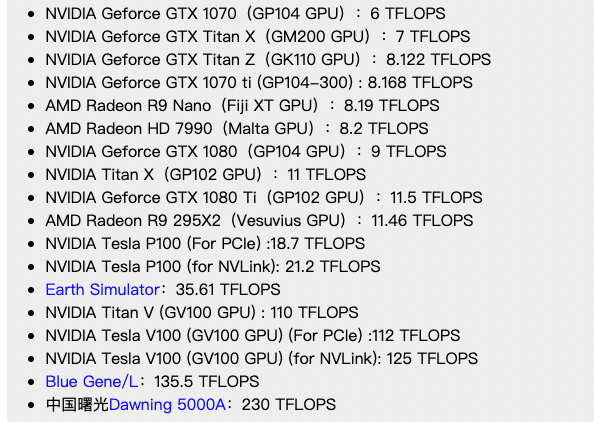 NVIDIA Geforce GTX 1070（GP104 GPU）：6 TFLOPS
NVIDIA Geforce GTX Titan X（GM200 GPU）：7 TFLOPS
NVIDIA Geforce GTX Titan Z（GK110 GPU）：8.122 TFLOPS
NVIDIA Geforce GTX 1070 ti (GP104-300) : 8.168 TFLOPS
AMD Radeon R9 Nano（Fiji XT GPU）：8.19 TFLOPS
AMD Radeon HD 7990（Malta GPU）：8.2 TFLOPS
NVIDIA Geforce GTX 1080（GP104 GPU）：9 TFLOPS
NVIDIA Titan X（GP102 GPU）：11 TFLOPS
NVIDIA Geforce GTX 1080 Ti（GP102 GPU）：11.5 TFLOPS
AMD Radeon R9 295X2（Vesuvius GPU）：11.46 TFLOPS
NVIDIA Tesla P100 (For PCIe) :18.7 TFLOPS
NVIDIA Tesla P100 (for NVLink): 21.2 TFLOPS
Earth Simulator：35.61 TFLOPS
NVIDIA Titan V (GV100 GPU) : 110 TFLOPS
NVIDIA Tesla V100 (GV100 GPU) (For PCIe) :112 TFLOPS
NVIDIA Tesla V100 (GV100 GPU) (for NVLink): 125 TFLOPS
Blue Gene/L：135.5 TFLOPS
中国曙光Dawning 5000A：230 TFLOPS